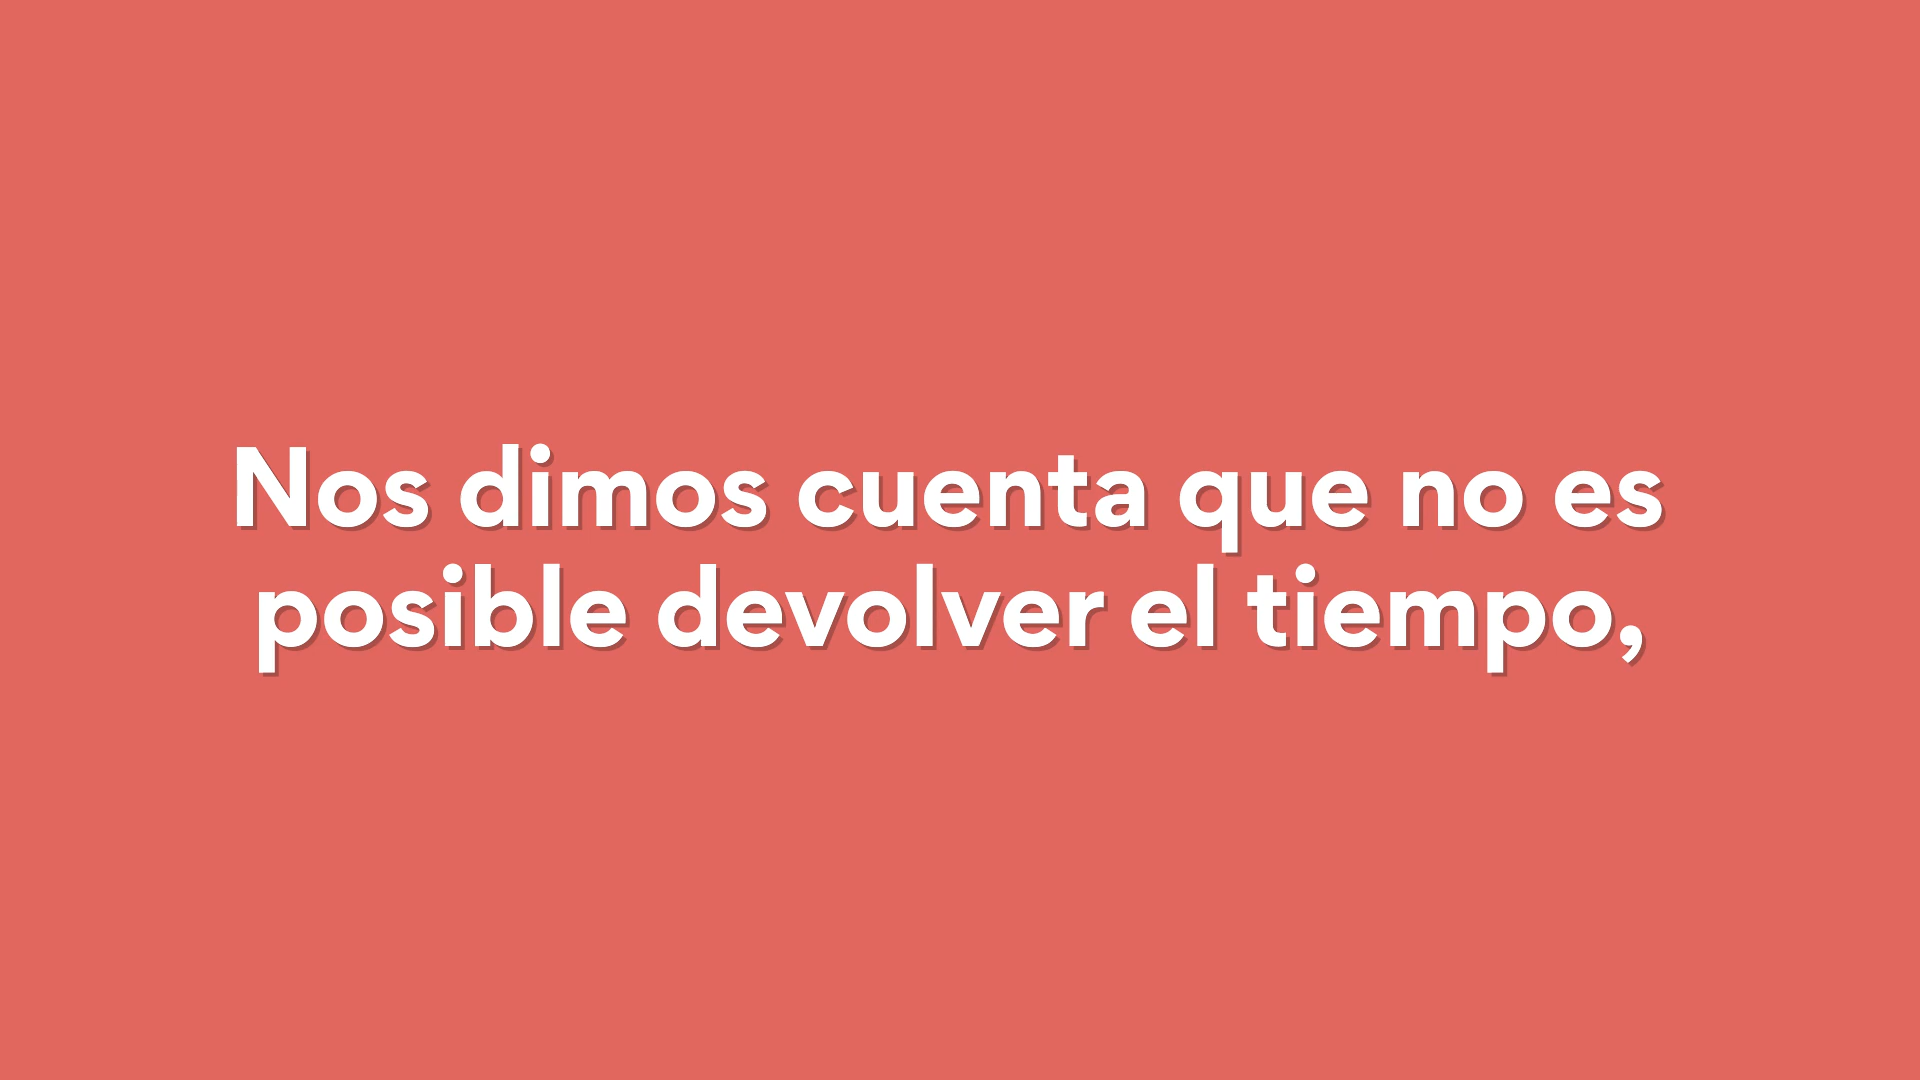 Nos dimos cuenta que no es
posible devolver el tiempo,